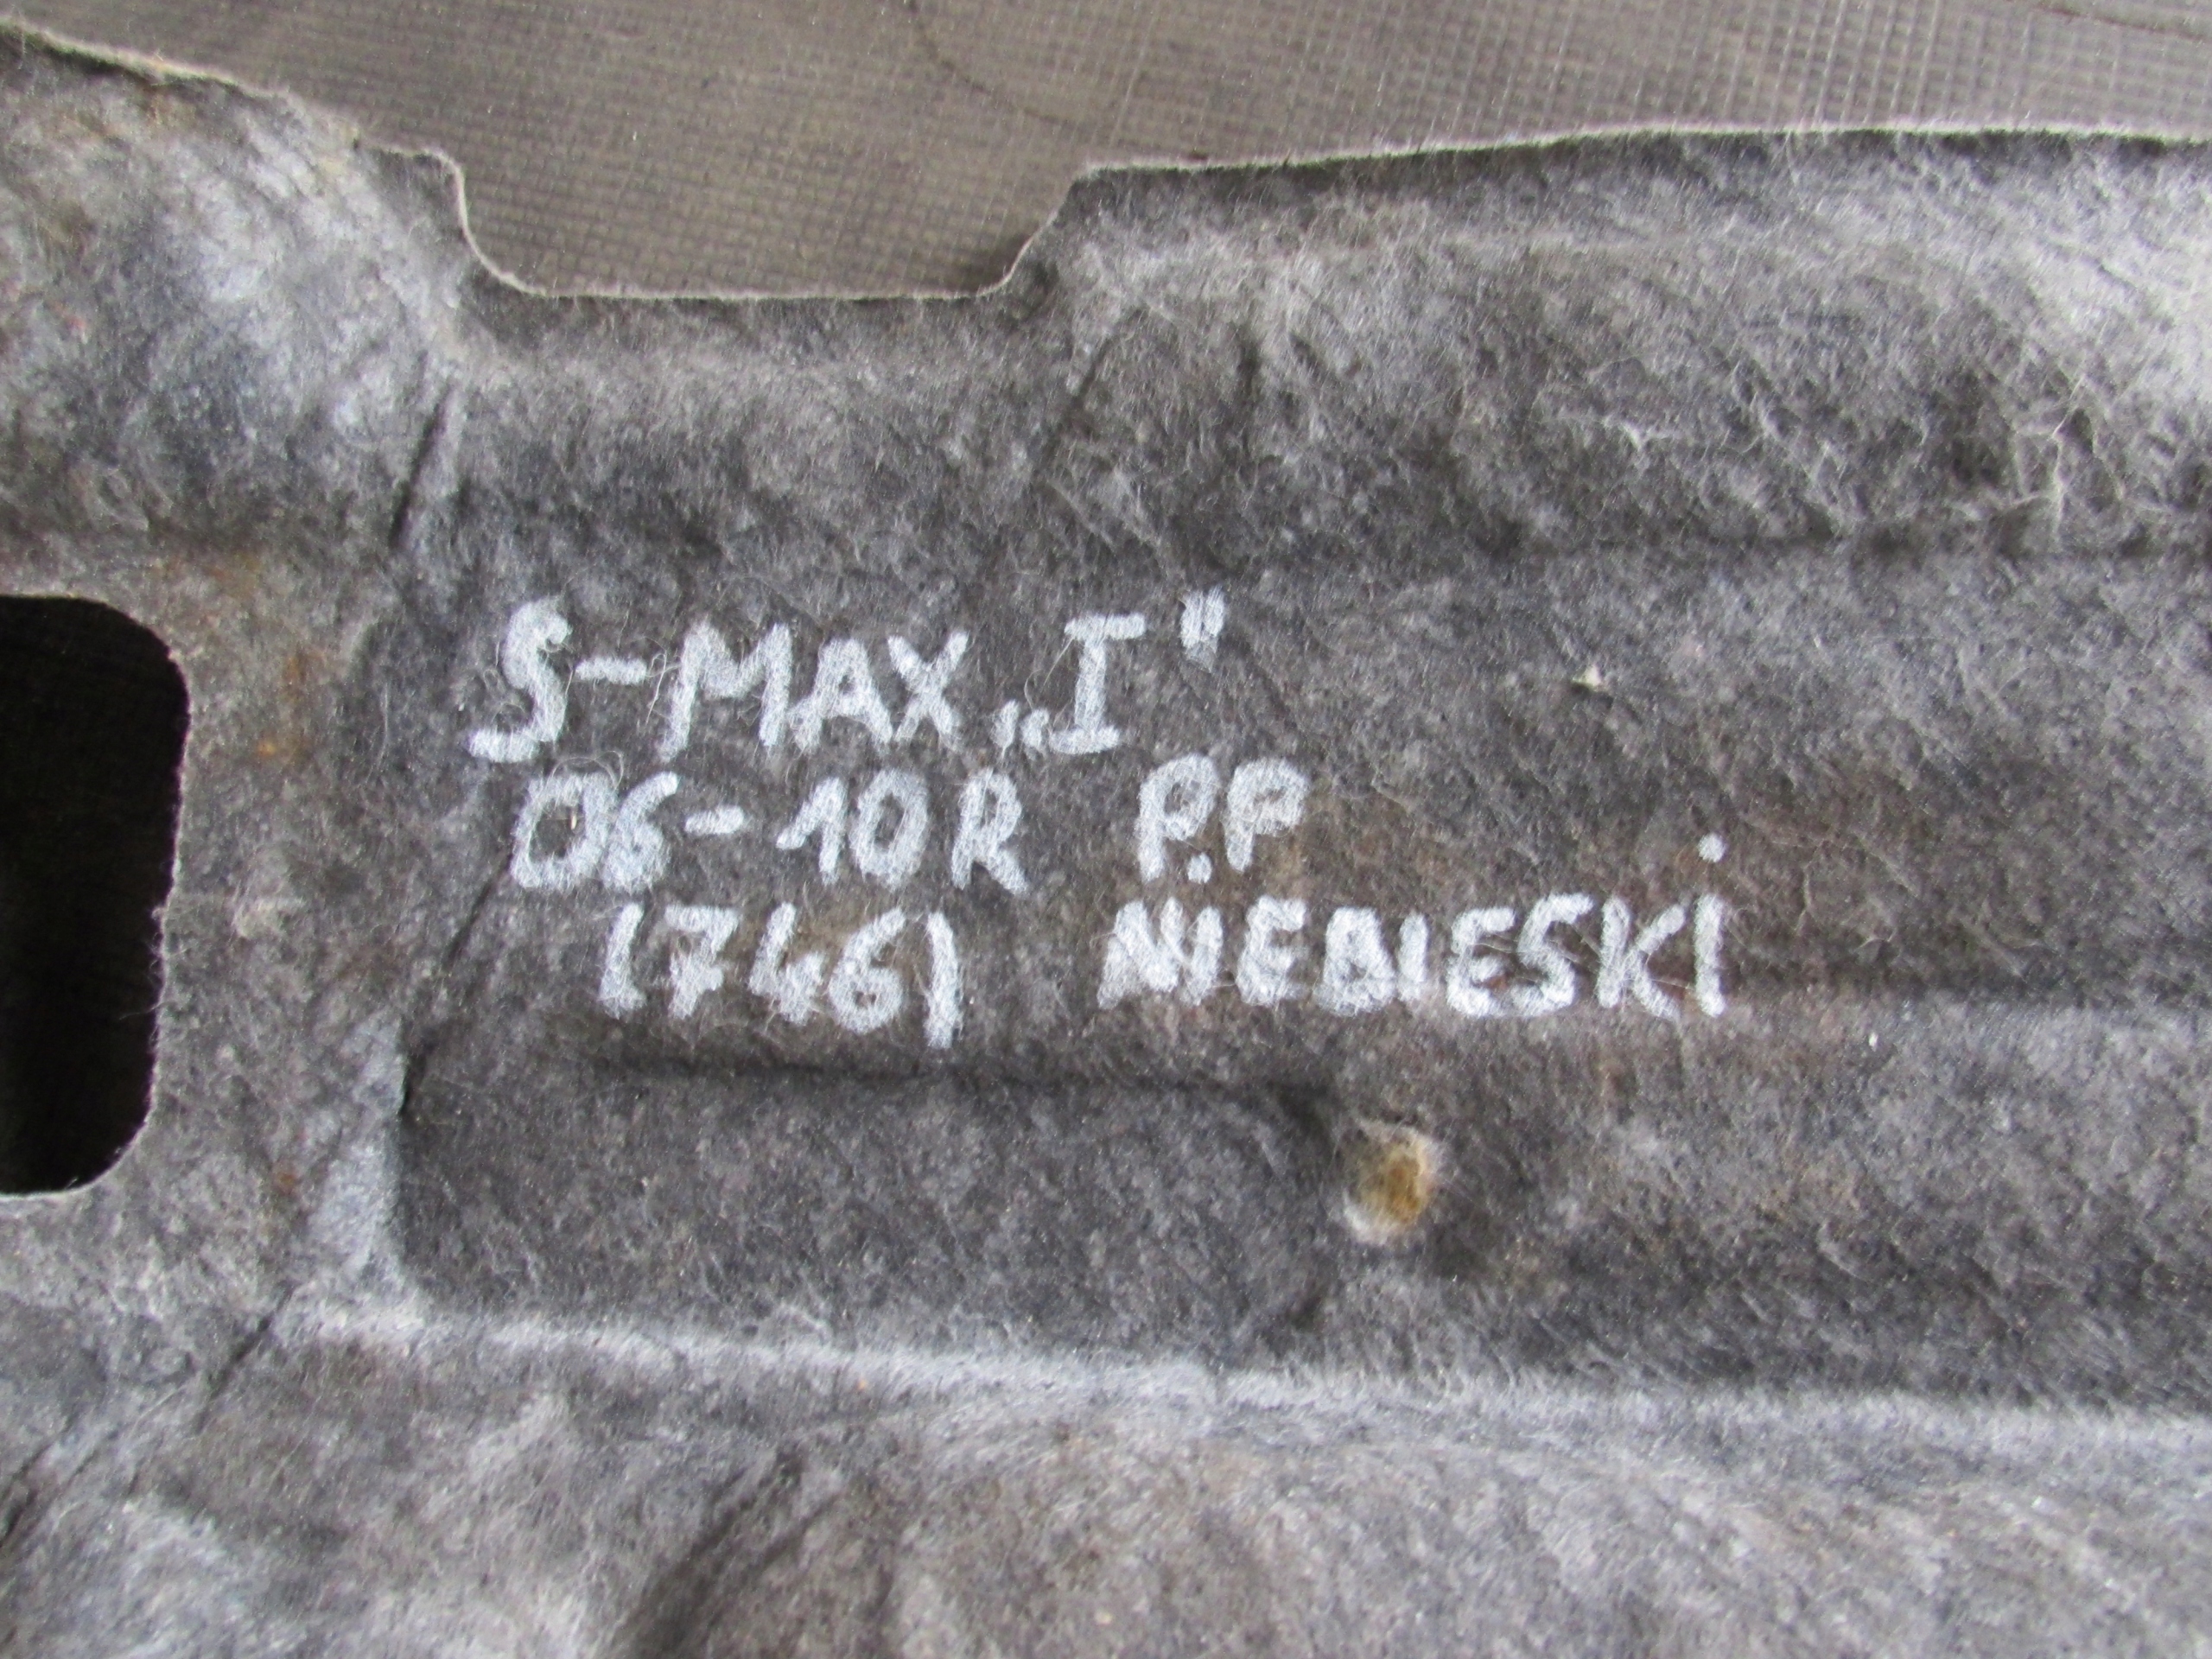 S-MAX „I"
06-10R P.P
(746) NIEBIESKI